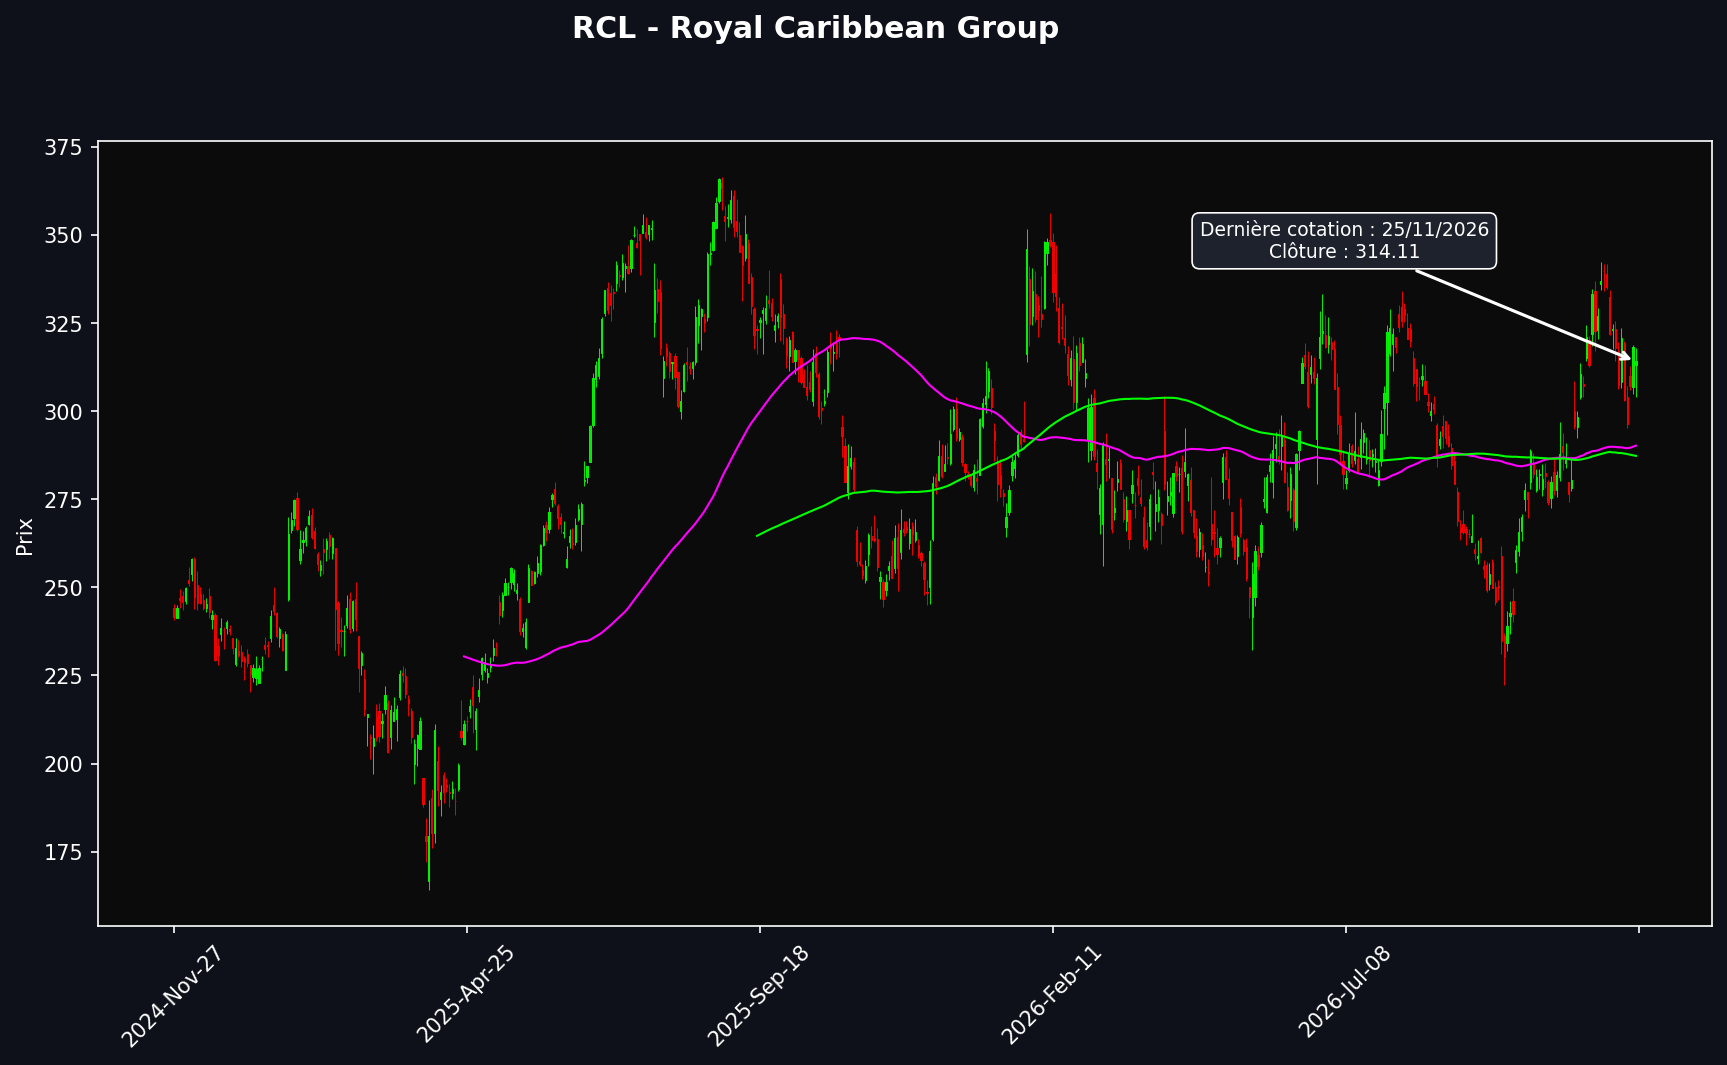 RCL - Royal Caribbean Group
Prix
375
350
325
300
275
250
225
200
175
Dernière cotation : 25/11/2026
Clôture : 314.11
2024-Nov-27
2025-Apr-25
2025-Sep-18
2026-Feb-11
2026-Jul-08